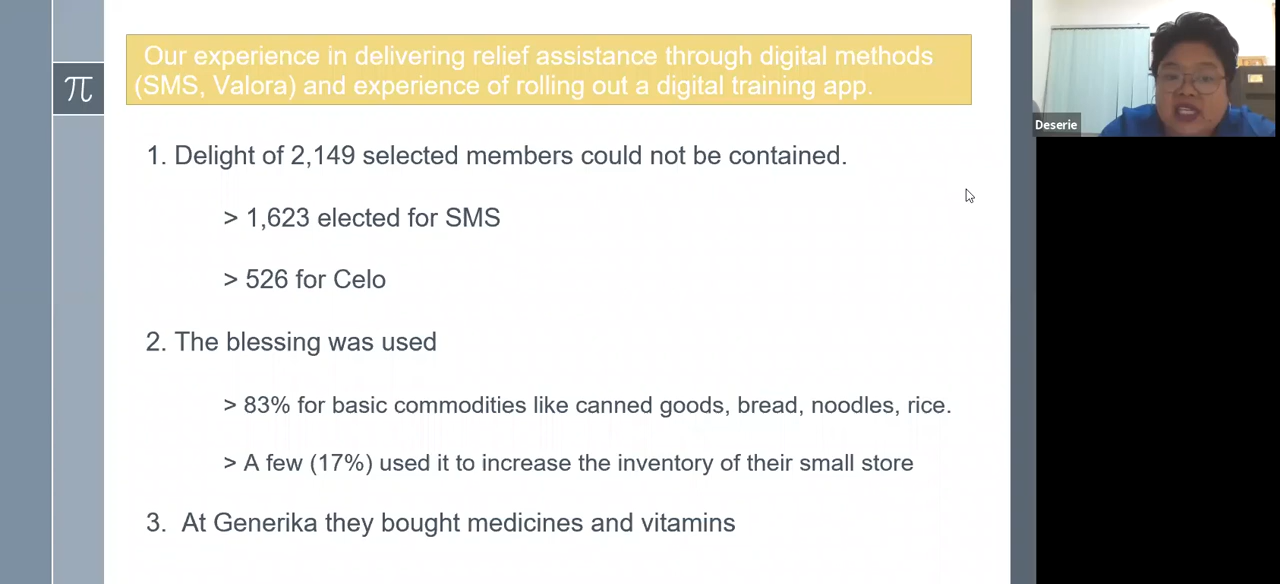 π
Our experience in delivering relief assistance through digital methods
(SMS, Valora) and experience of rolling out a digital training app.
1. Delight of 2,149 selected members could not be contained.
> 1,623 elected for SMS
> 526 for Celo
2. The blessing was used
> 83% for basic commodities like canned goods, bread, noodles, rice.
> A few (17%) used it to increase the inventory of their small store
3. At Generika they bought medicines and vitamins
Deserie